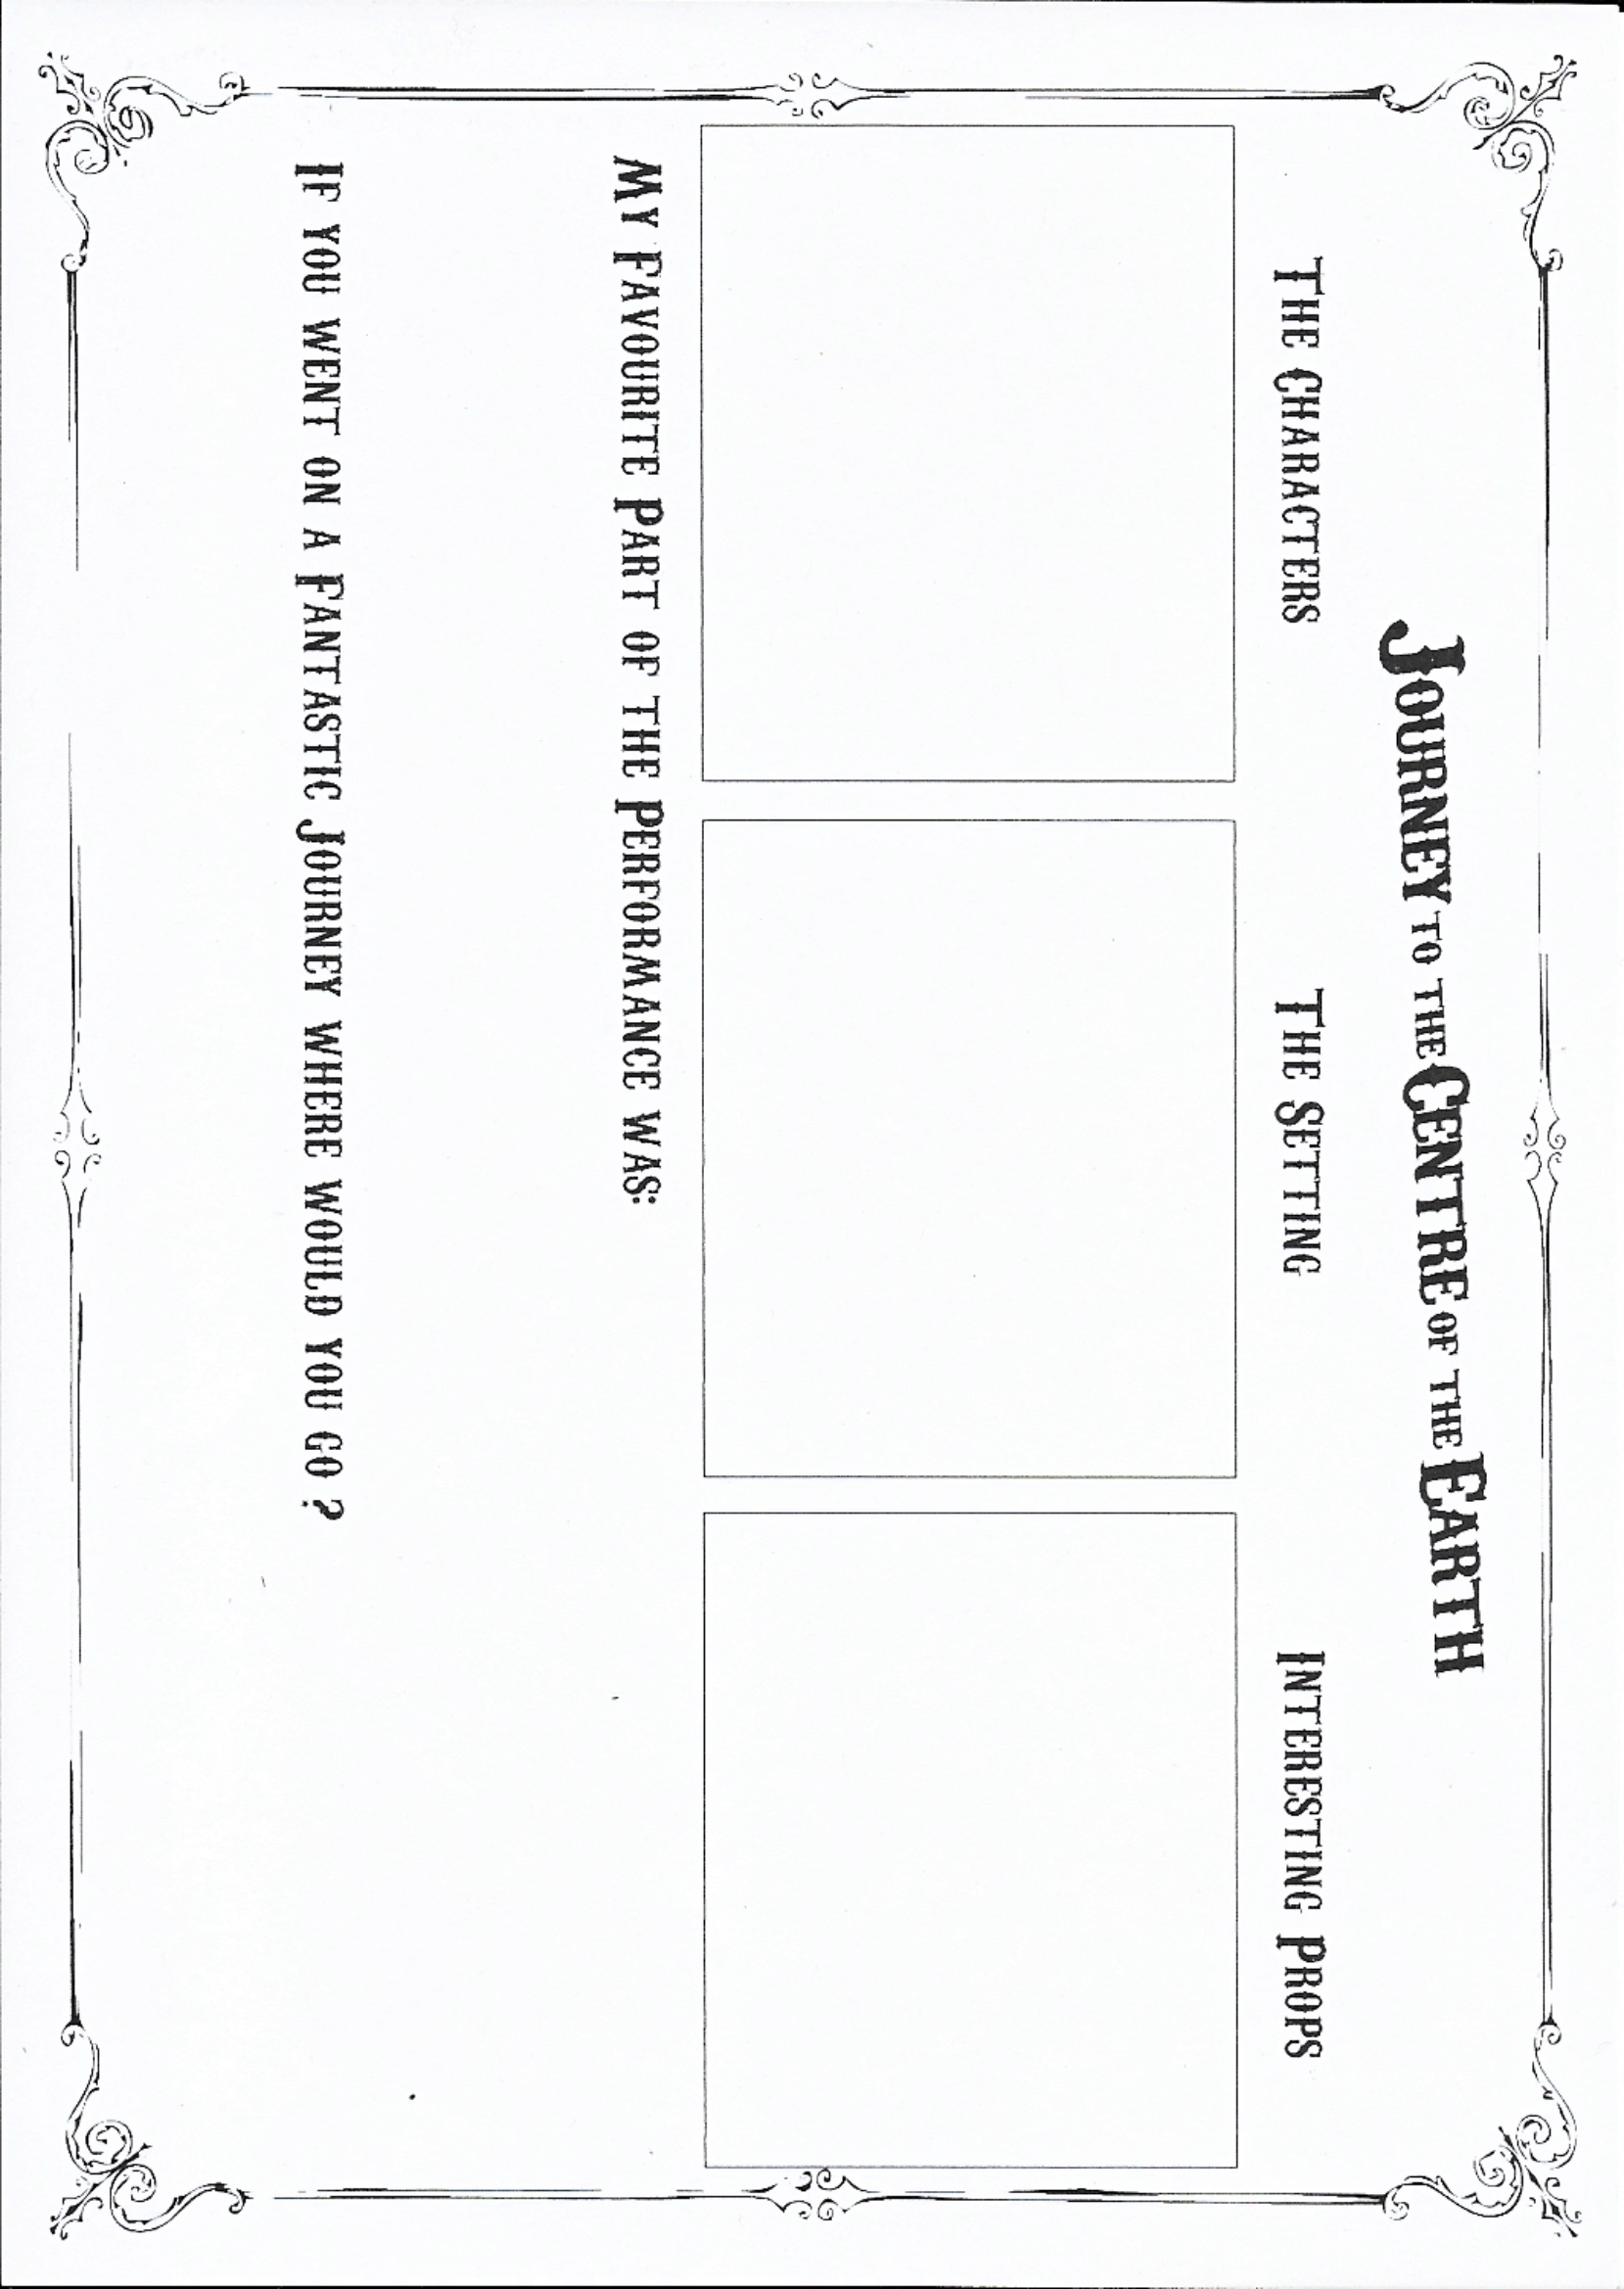 Journey to the Centre of the Earth
The Characters
The Setting
Interesting Props
My Favourite Part of the Performance was:
If you went on a Fantastic Journey where would you go ?